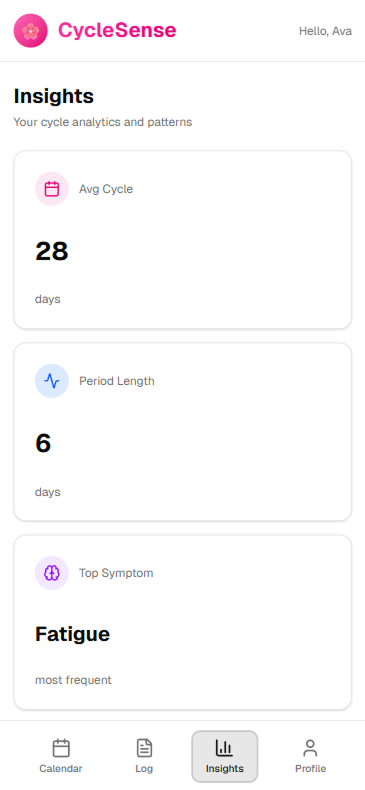 CycleSense
Hello, Ava
Insights
Your cycle analytics and patterns
Avg Cycle
28
days
Period Length
6
days
Top Symptom
Fatigue
most frequent
Calendar
Log
Insights
Profile